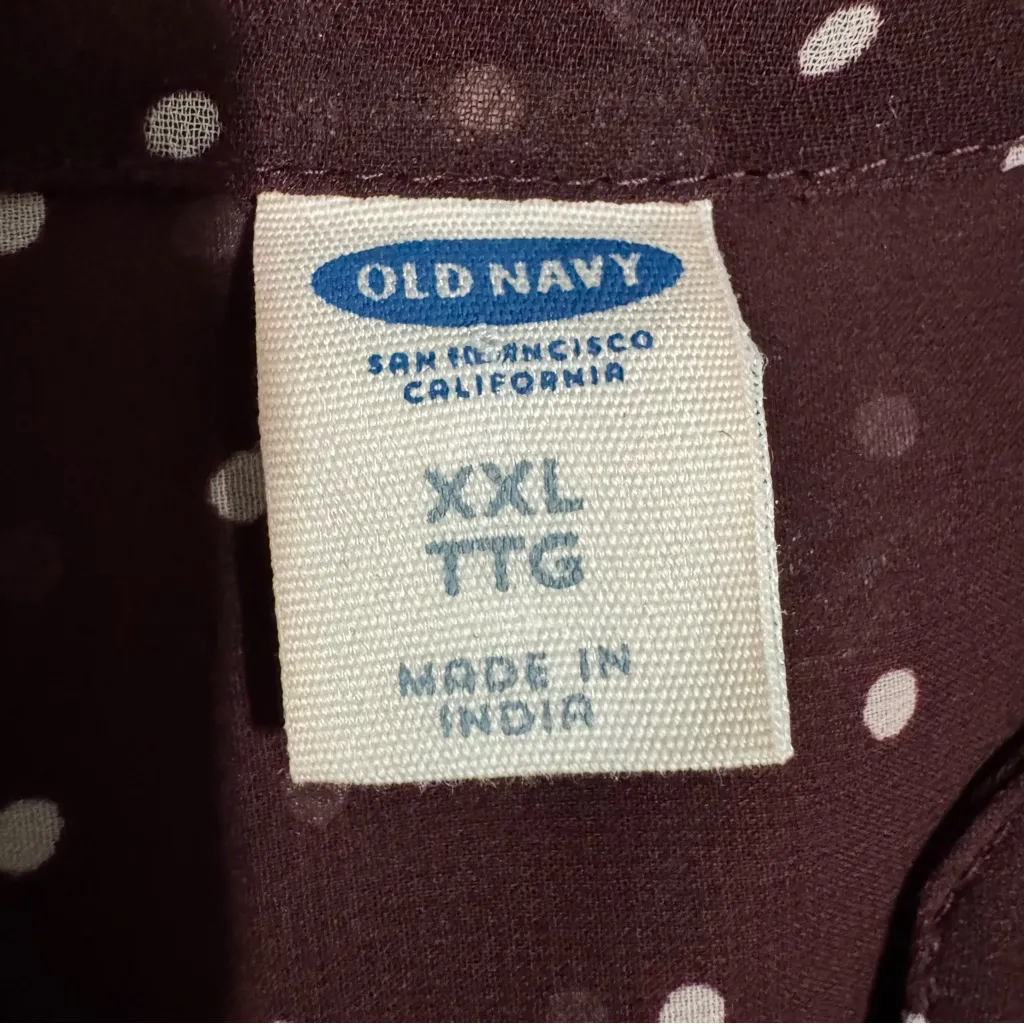 OLD NAVY
SAN FRANCISCO
CALIFORNIA
XXL
TTG
MADE IN
INDIA